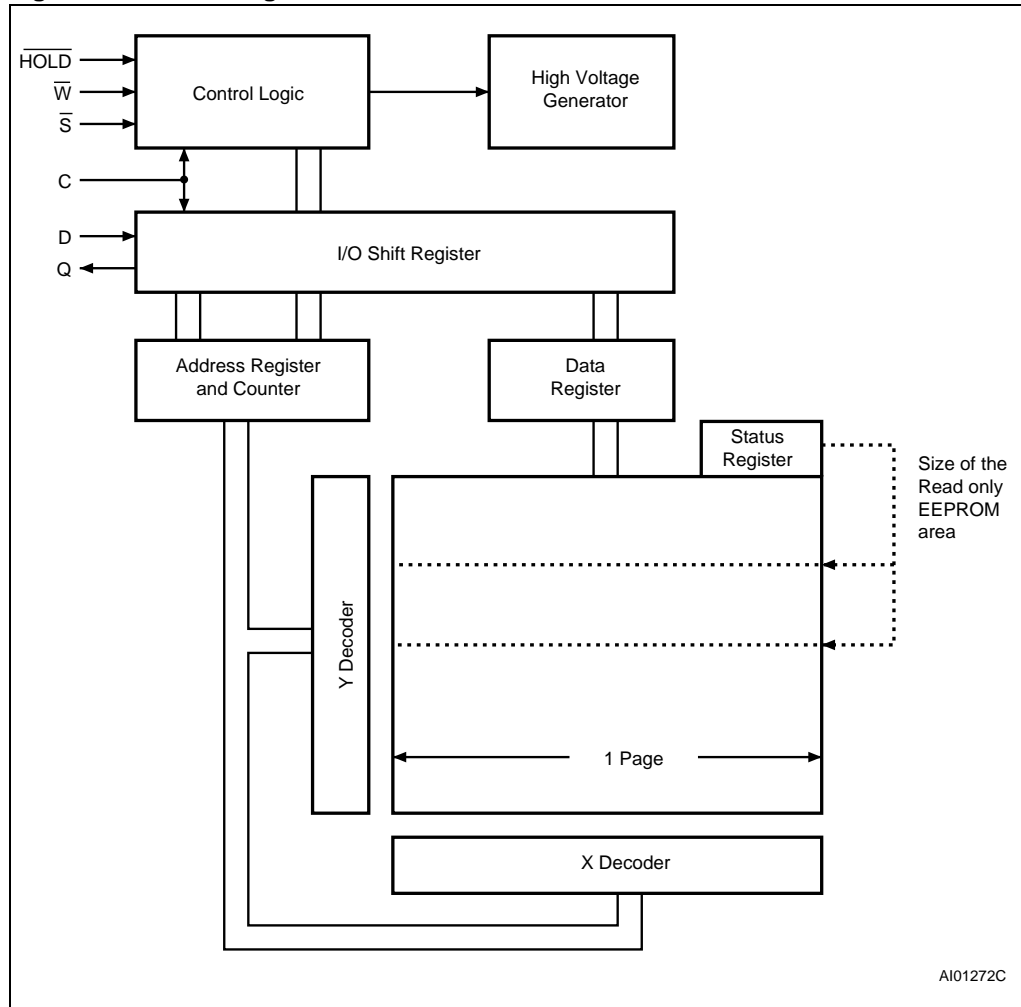 HOLD
W
S
C
D
Q
Control Logic
High Voltage
Generator
I/O Shift Register
Address Register
and Counter
Data
Register
Status
Register
Size of the
Read only
EEPROM
area
Y Decoder
1 Page
X Decoder
AI01272C